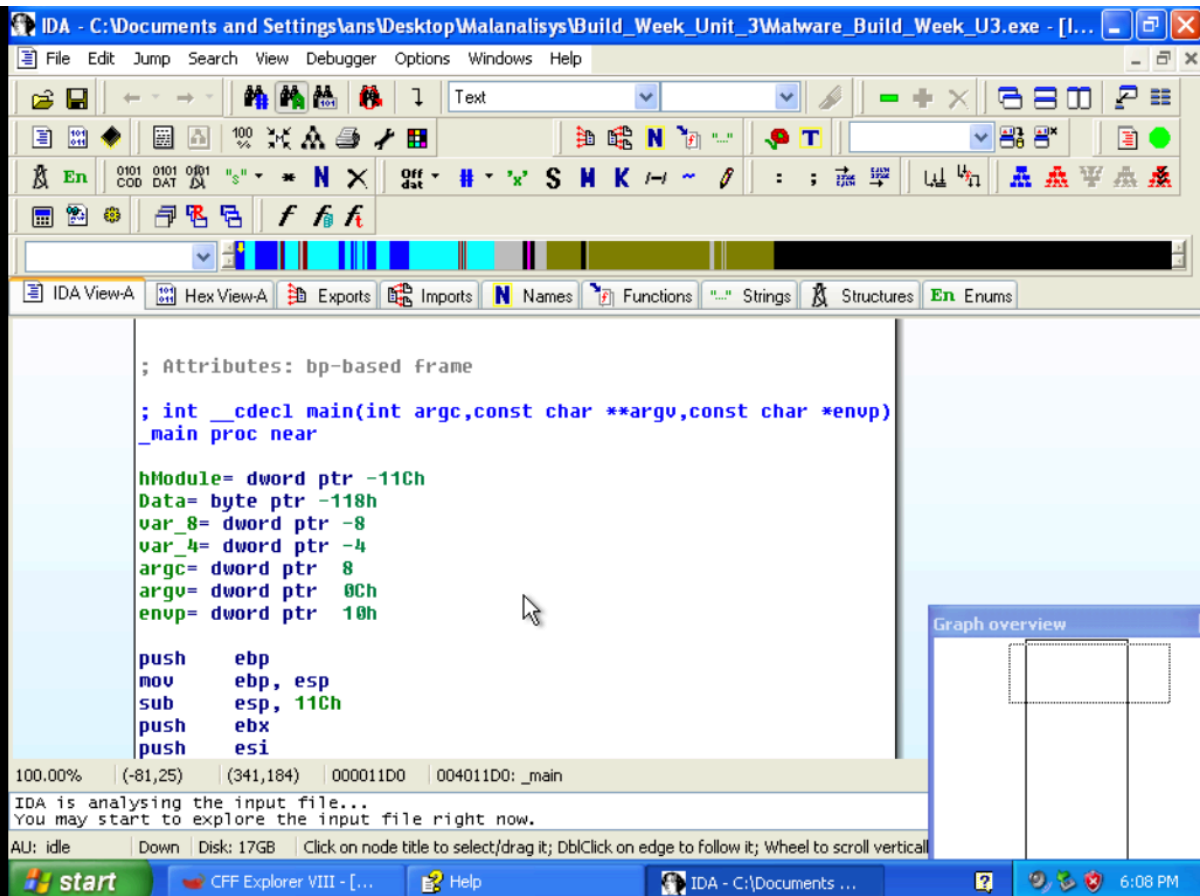 IDA - C:\Documents and Settings\ans\Desktop\Malanalisys\Build_Week_Unit_3\Malware_Build_Week_U3.exe - [I...
File Edit Jump Search View Debugger Options Windows Help
Text
IDA View-A Hex View-A Exports Imports N Names Functions "..." Strings Structures En Enums
; Attributes: bp-based frame
; int __cdecl main(int argc,const char **argv,const char *envp)
_main proc near
hModule= dword ptr -11Ch
Data= byte ptr -118h
var_8= dword ptr -8
var_4= dword ptr -4
argc= dword ptr 8
argv= dword ptr 0Ch
envp= dword ptr 10h
push ebp
mov ebp, esp
sub esp, 11Ch
push ebx
push esi
Graph overview
100.00% (-81,25) (341,184) 000011D0 004011D0: _main
IDA is analysing the input file...
You may start to explore the input file right now.
AU: idle Down Disk: 17GB Click on node title to select/drag it; DblClick on edge to follow it; Wheel to scroll verticall
start CFF Explorer VIII - [... Help IDA - C:\Documents ... 6:08 PM